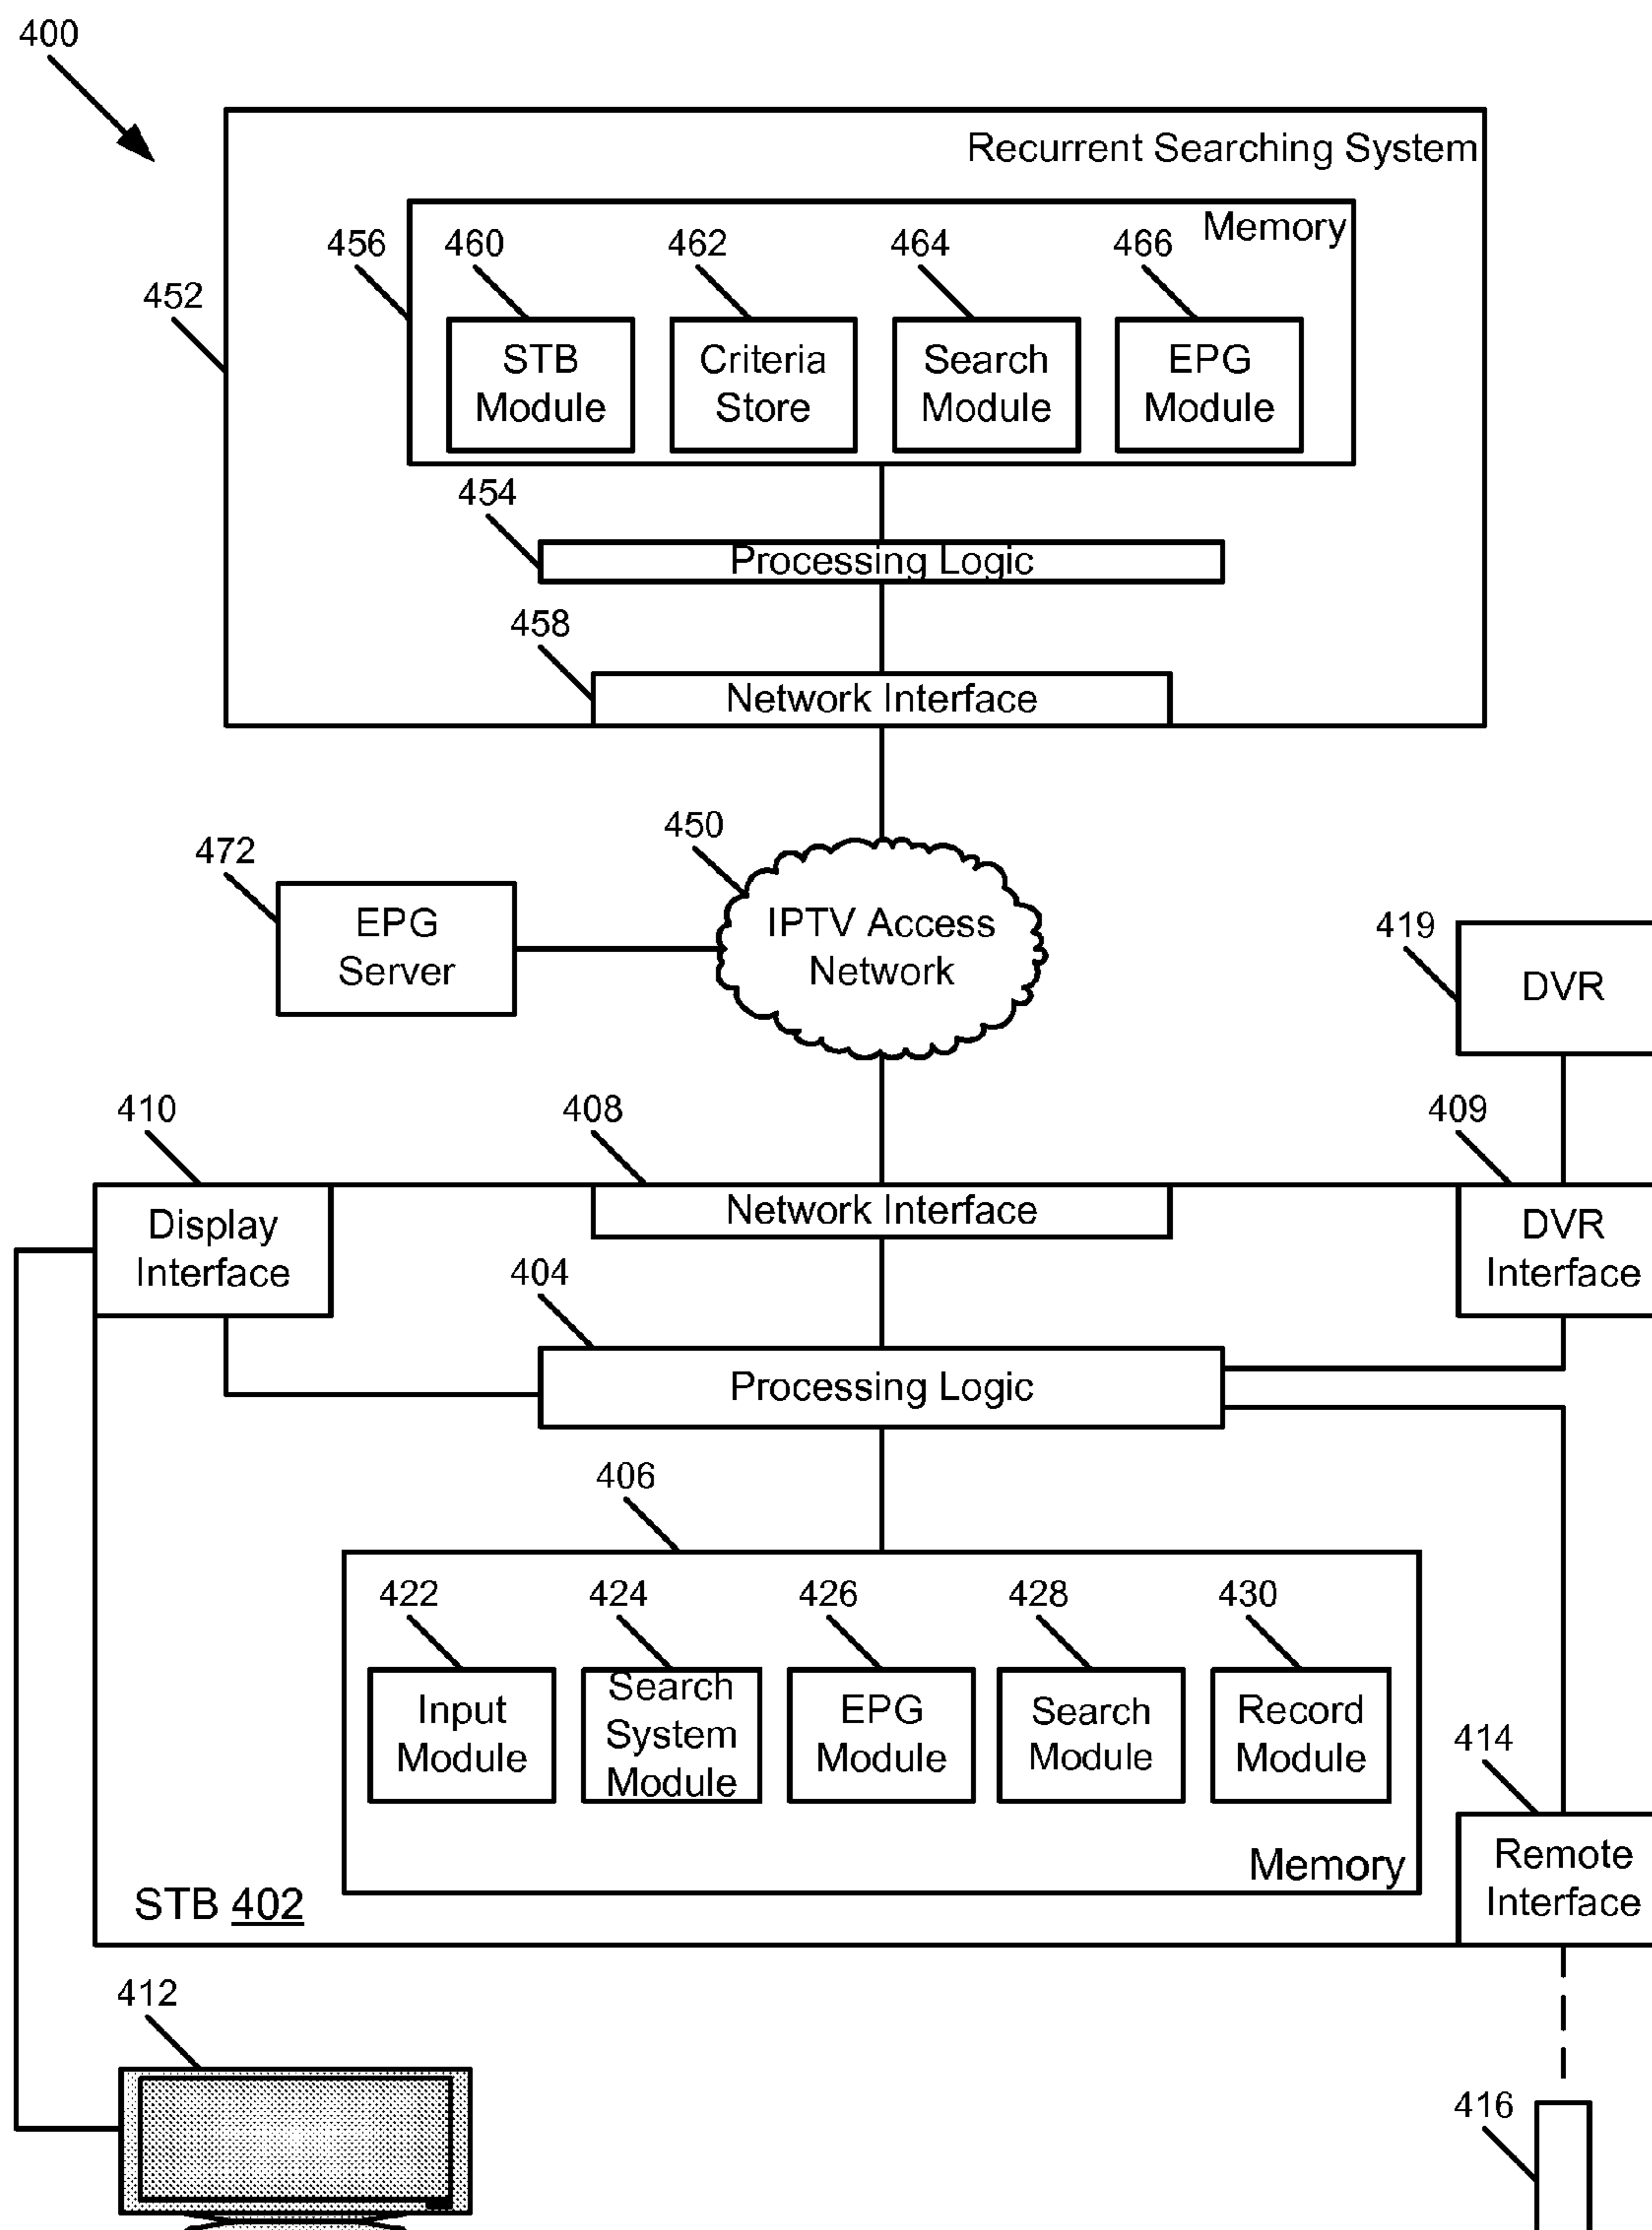 400
Recurrent Searching System
Memory
456
460
462
464
466
452
STB
Module
Criteria
Store
Search
Module
EPG
Module
454
Processing Logic
458
Network Interface
450
472
EPG
Server
IPTV Access
Network
419
DVR
410
408
409
Display
Interface
Network Interface
DVR
Interface
404
Processing Logic
406
422
424
426
428
430
Input
Module
Search
System
Module
EPG
Module
Search
Module
Record
Module
414
Memory
Remote
Interface
STB 402
412
416